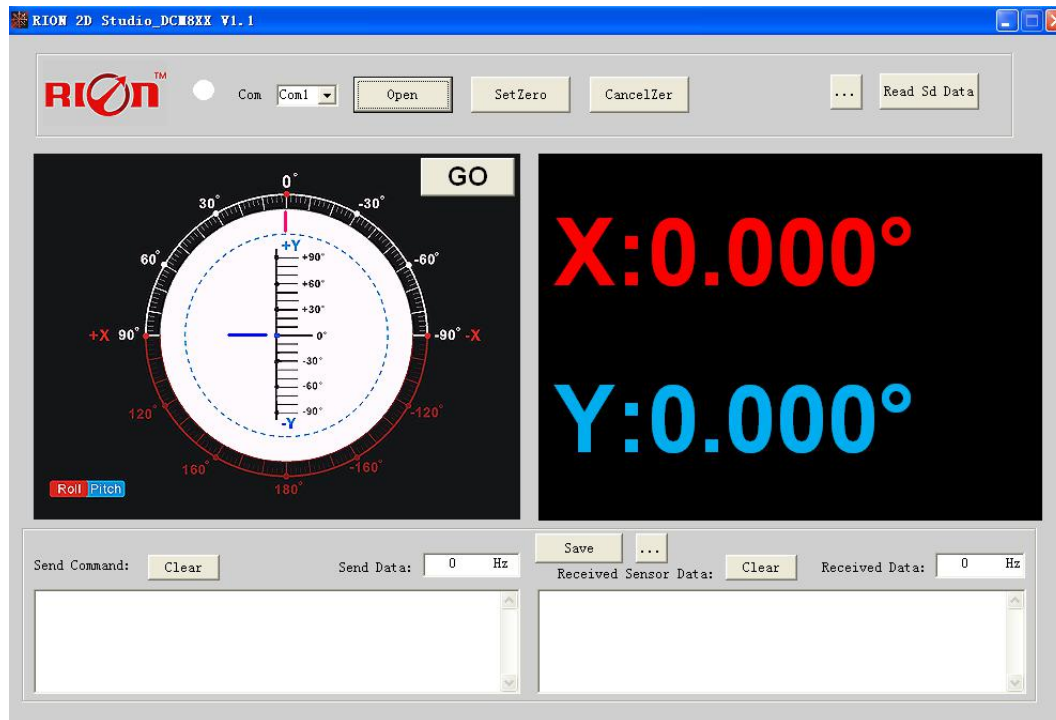 RION 2D Studio_DCM8XX V1.1
RION™
Com Com1 Open SetZero CancelZer ... Read Sd Data
GO
0°
30° -30°
60° -60°
+X 90° -90° -X
120° -120°
160° -160°
180°
+Y
+90°
+60°
+30°
0°
-30°
-60°
-90°
-Y
Roll Pitch
X:0.000°
Y:0.000°
Send Command: Clear Send Data: 0 Hz
Save ...
Received Sensor Data: Clear Received Data: 0 Hz